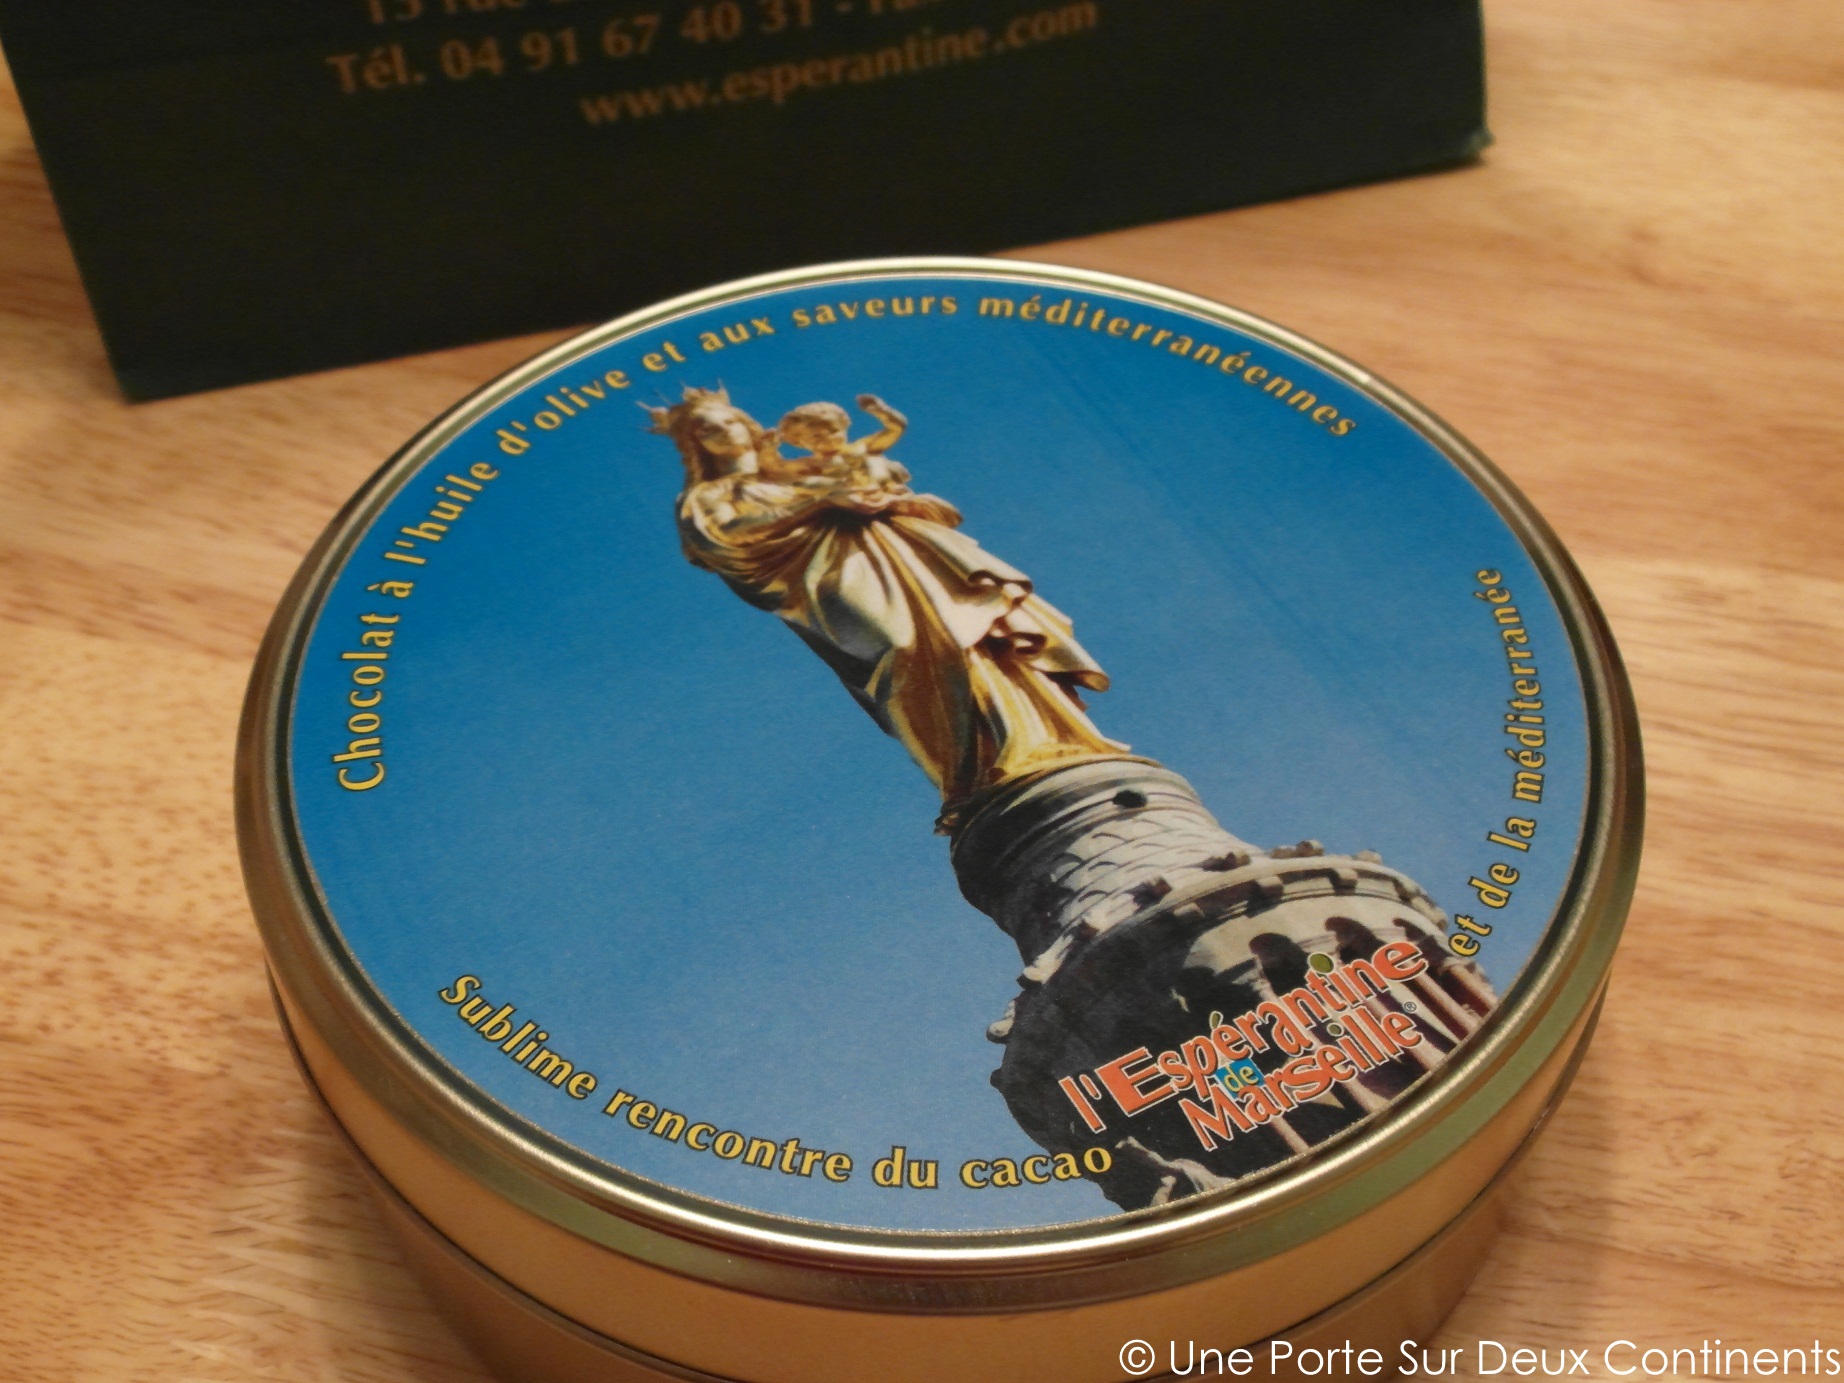 Tél. 04 91 67 40 31 -
www.esperantine.com
Chocolat à l'huile d'olive et aux saveurs méditerranéennes
Sublime rencontre du cacao et de la méditerranée
l'Espérantine
de
Marseille®
© Une Porte Sur Deux Continents